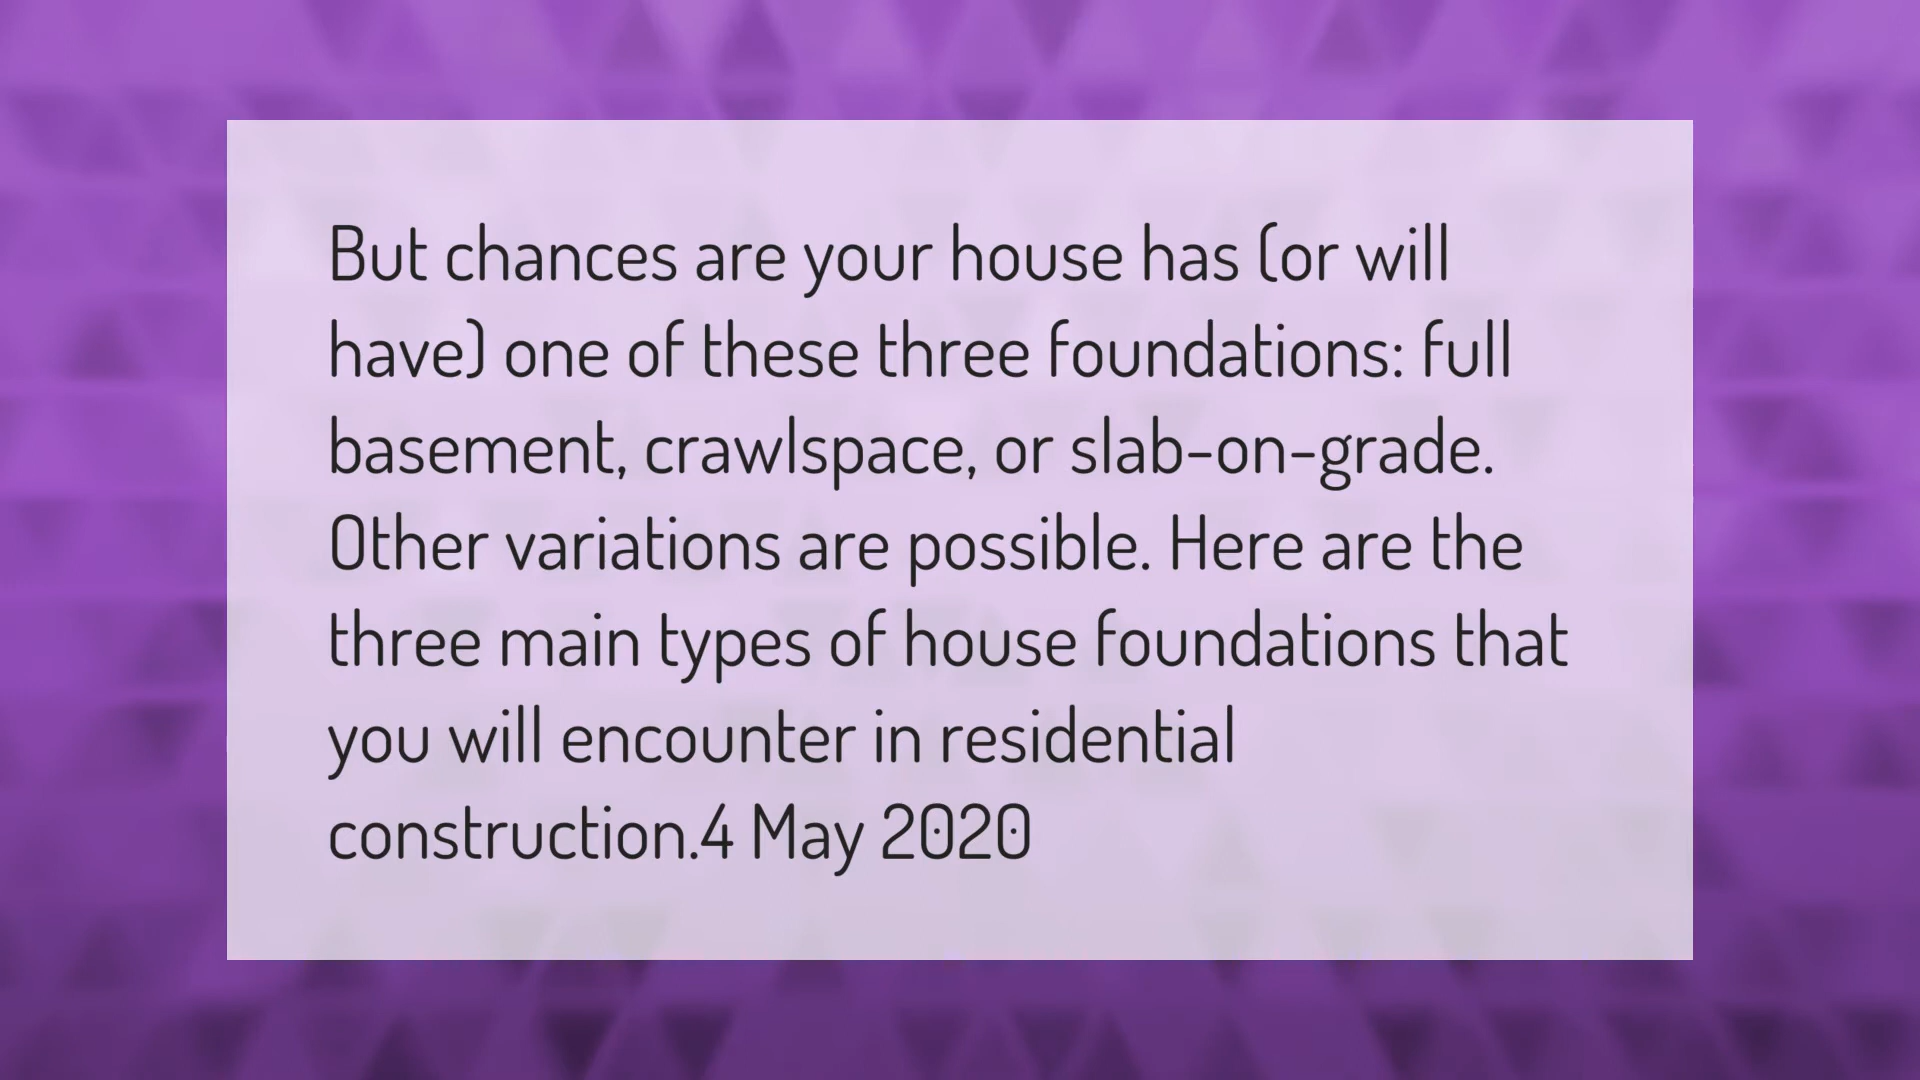 But chances are your house has (or will
have) one of these three foundations: full
basement, crawlspace, or slab-on-grade.
Other variations are possible. Here are the
three main types of house foundations that
you will encounter in residential
construction.4 May 2020